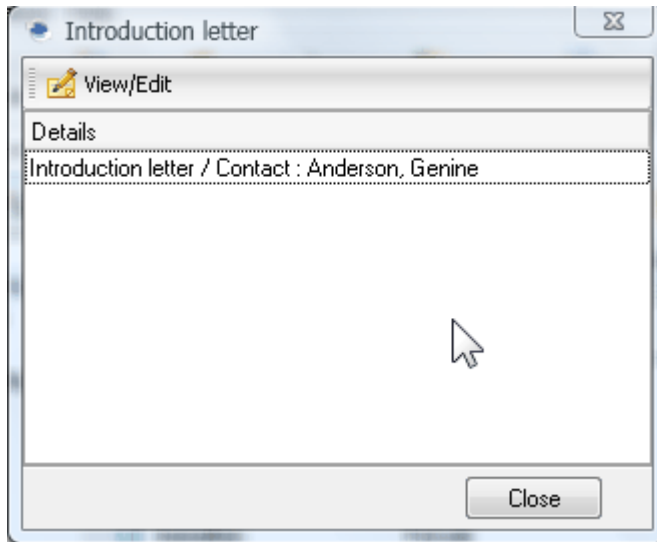 Introduction letter
View/Edit
Details
Introduction letter / Contact : Anderson, Genine
Close